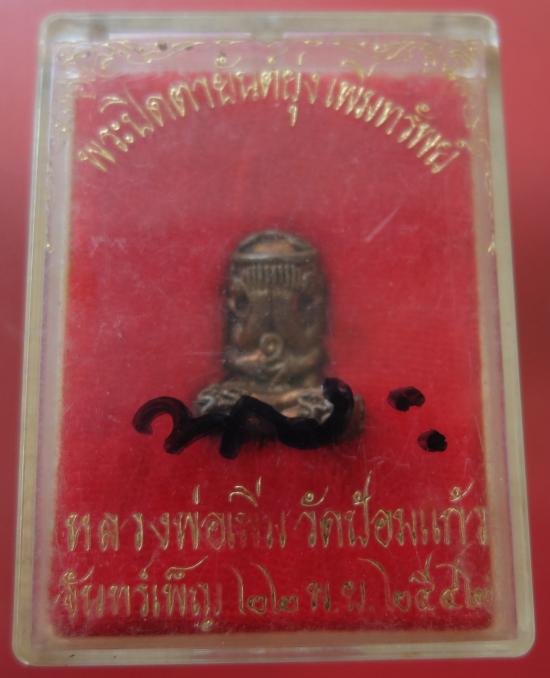 พระปิดตายันต์ยุ่ง เพิ่มทรัพย์
หลวงพ่อเพิ่ม วัดป้อมแก้ว
จันทร์เพ็ญ ๒๒ พ.ย. ๒๕๔๒